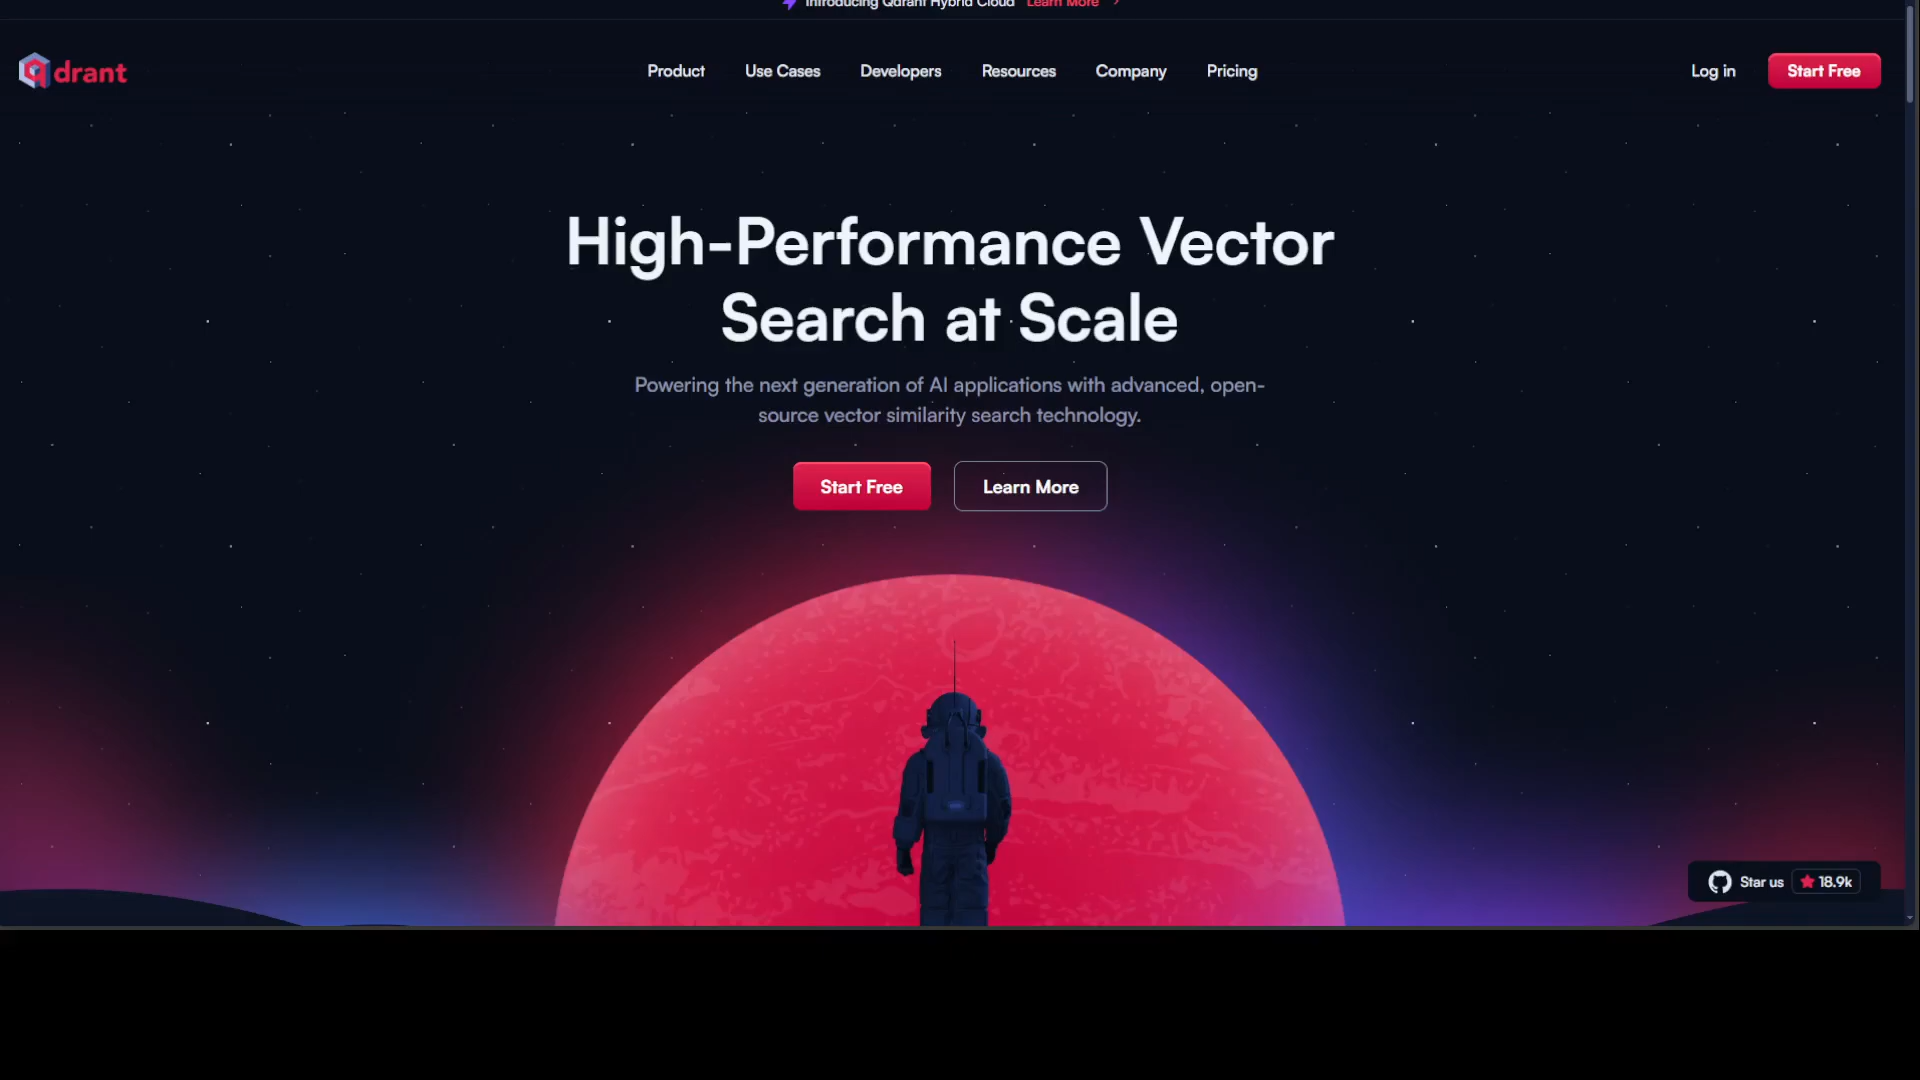 Introducing Qdrant Hybrid Cloud Learn More
drant
Product Use Cases Developers Resources Company Pricing
Log in Start Free
High-Performance Vector
Search at Scale
Powering the next generation of AI applications with advanced, open-
source vector similarity search technology.
Start Free Learn More
Star us 18.9k